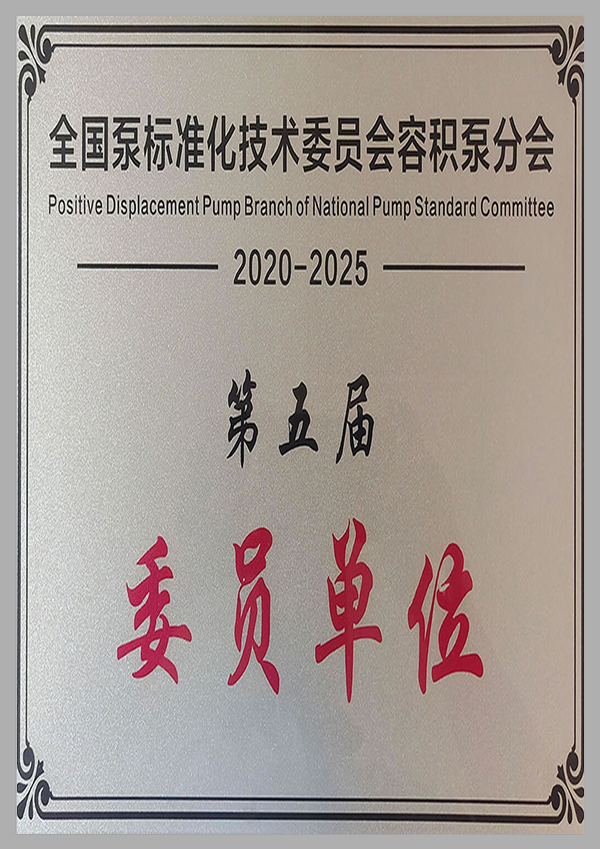 全国泵标准化技术委员会容积泵分会
Positive Displacement Pump Branch of National Pump Standard Committee
2020-2025
第五届
委员单位